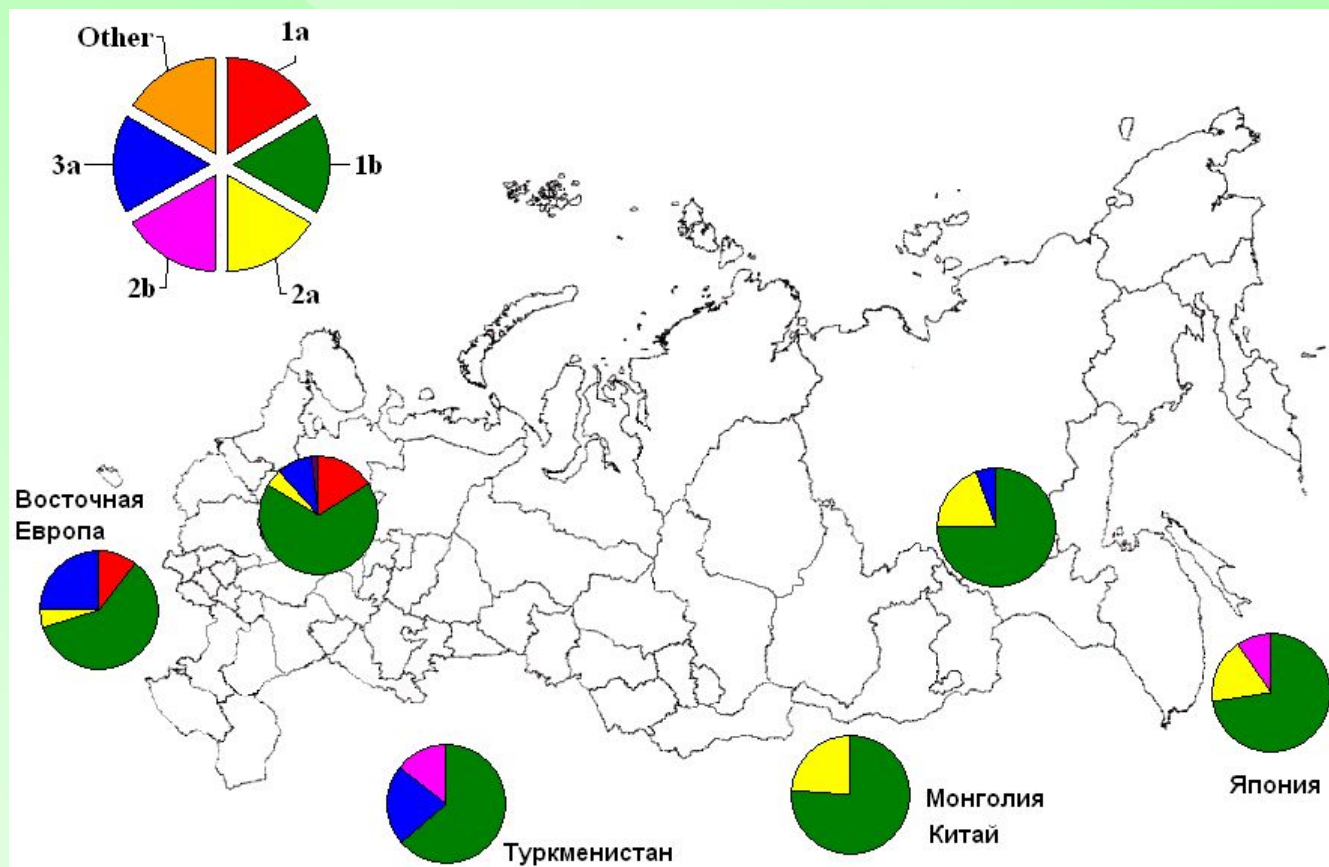 Other
1a
3a
1b
2b
2a
Восточная
Европа
Туркменистан
Монголия
Китай
Япония